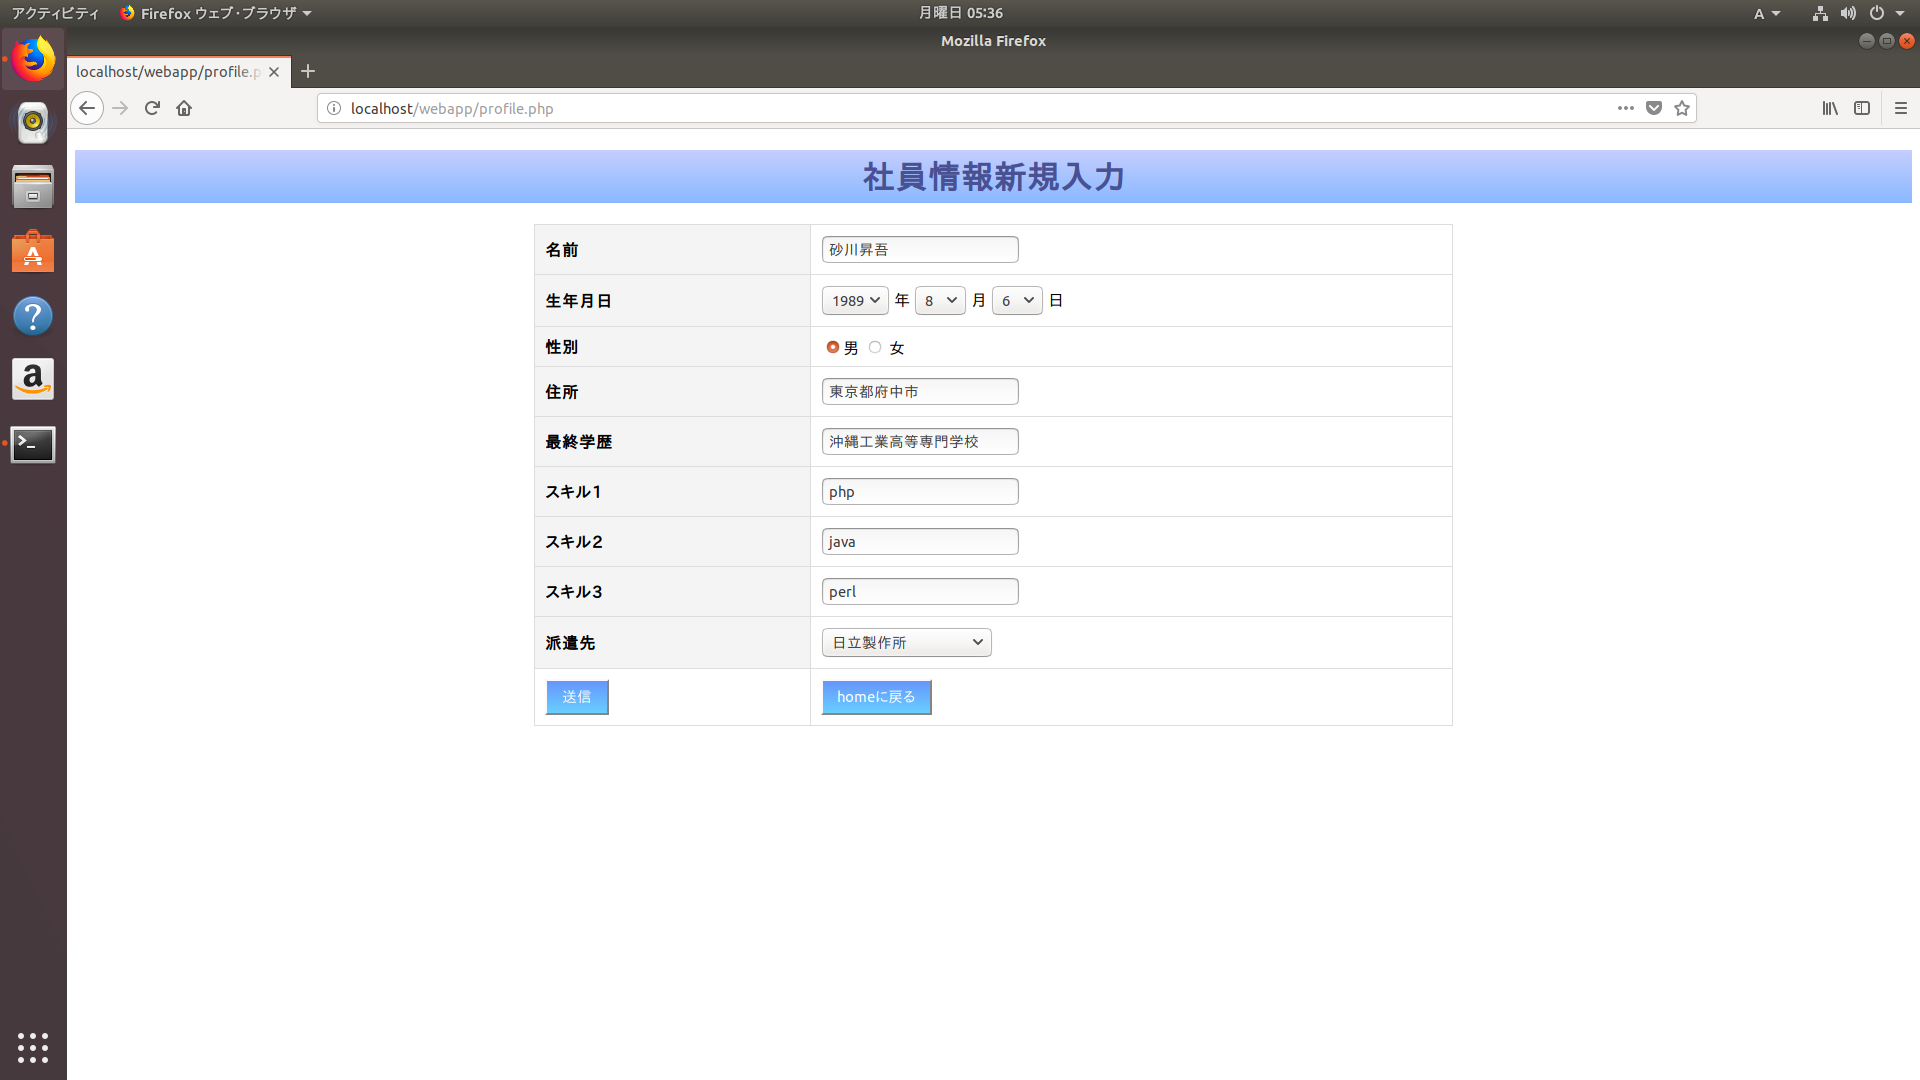 アクティビティ Firefox ウェブ・ブラウザ 月曜日 05:36 A
Mozilla Firefox
localhost/webapp/profile.p
localhost/webapp/profile.php
社員情報新規入力
名前 砂川昇吾
生年月日 1989 年 8 月 6 日
性別 男 女
住所 東京都府中市
最終学歴 沖縄工業高等専門学校
スキル1 php
スキル2 java
スキル3 perl
派遣先 日立製作所
送信 homeに戻る